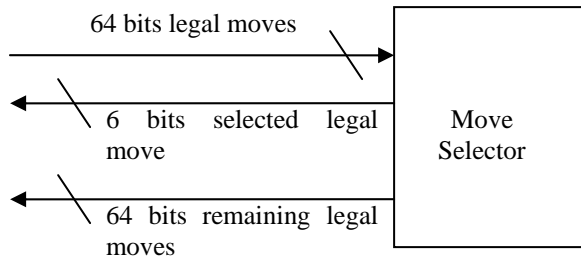 64 bits legal moves
6 bits selected legal
move
Move
Selector
64 bits remaining legal
moves